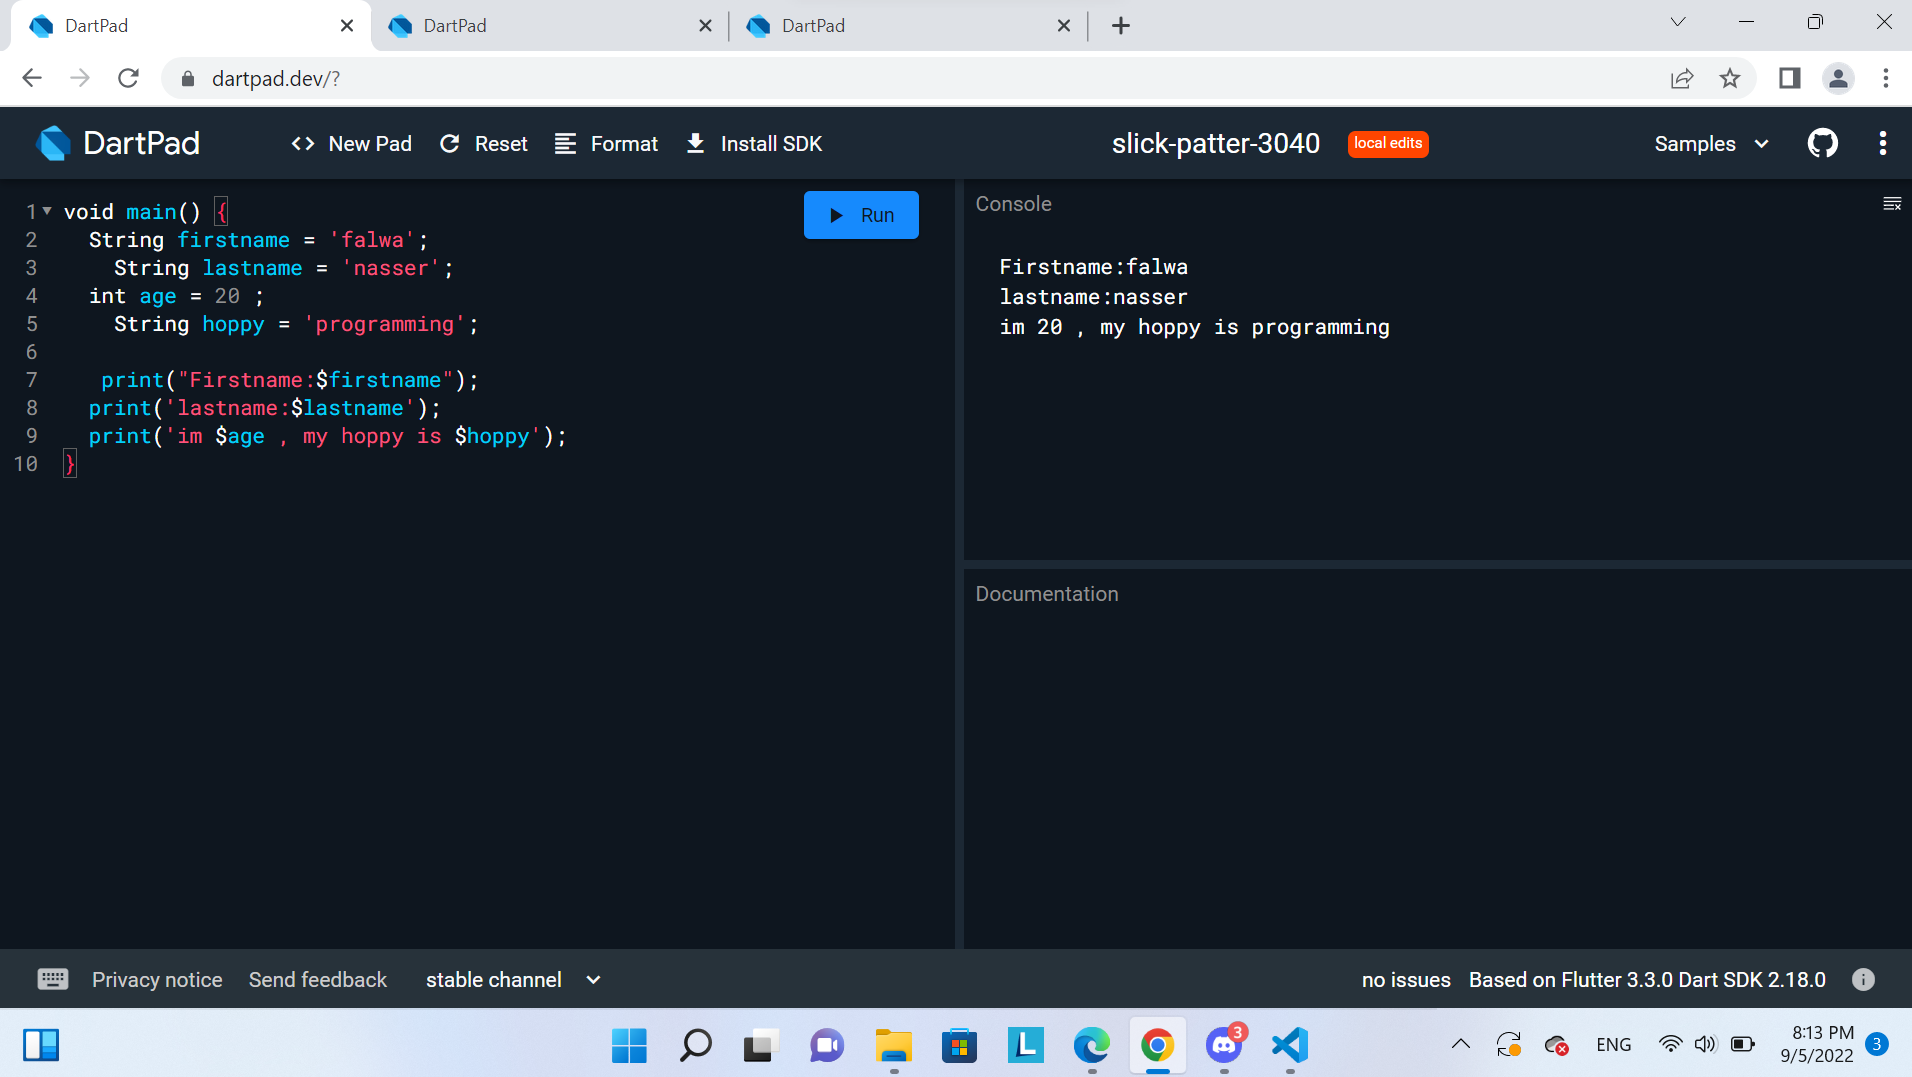 DartPad
DartPad
DartPad
dartpad.dev/?
DartPad
<> New Pad
Reset
Format
Install SDK
slick-patter-3040
local edits
Samples
1 void main() {
2 String firstname = 'falwa';
3 String lastname = 'nasser';
4 int age = 20 ;
5 String hoppy = 'programming';
6
7 print("Firstname:$firstname");
8 print('lastname:$lastname');
9 print('im $age , my hoppy is $hoppy');
10 }
Run
Console
Firstname:falwa
lastname:nasser
im 20 , my hoppy is programming
Documentation
Privacy notice
Send feedback
stable channel
no issues
Based on Flutter 3.3.0 Dart SDK 2.18.0
L
3
ENG
8:13 PM
9/5/2022
3